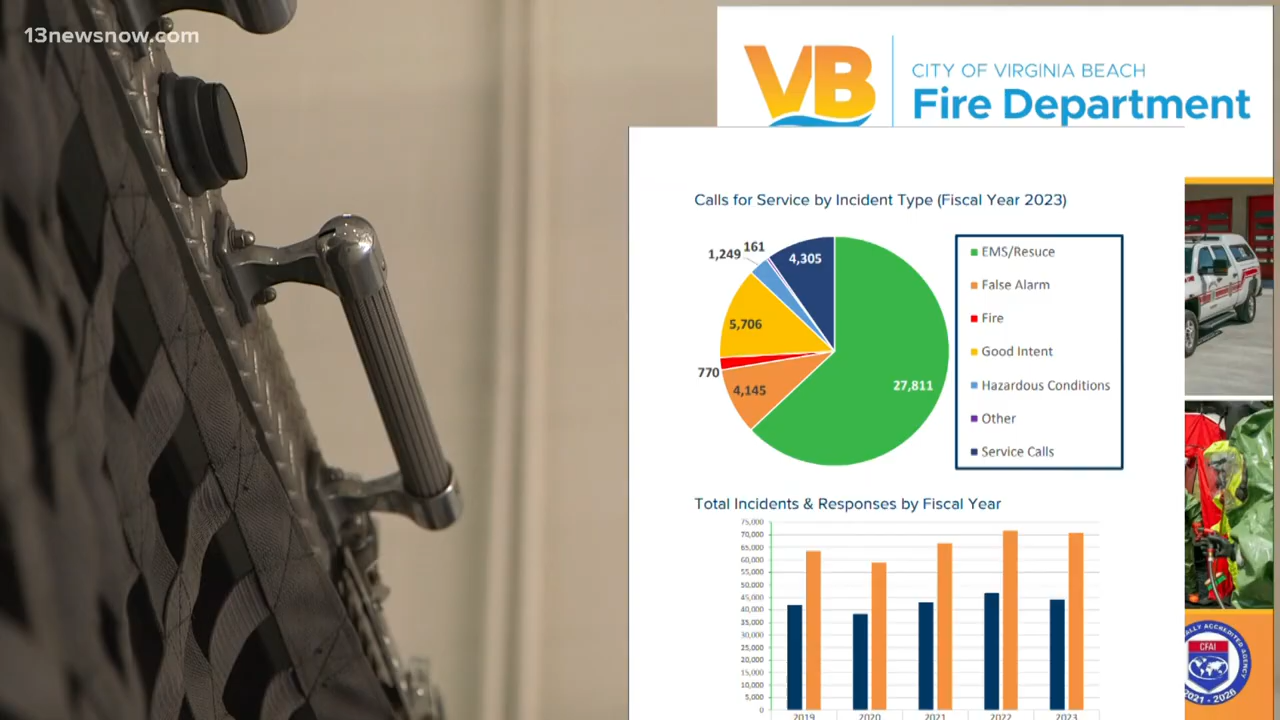 13newsnow.com
VB
CITY OF VIRGINIA BEACH
Fire Department
Calls for Service by Incident Type (Fiscal Year 2023)
161
1,249
4,305
5,706
770
4,145
27,811
EMS/Resuce
False Alarm
Fire
Good Intent
Hazardous Conditions
Other
Service Calls
Total Incidents & Responses by Fiscal Year
75,000
70,000
65,000
60,000
55,000
50,000
45,000
40,000
35,000
30,000
25,000
20,000
15,000
10,000
5,000
0
2019 2020 2021 2022 2023
ALLY ACCREDITED AGENCY
CFAI
2021 - 2026